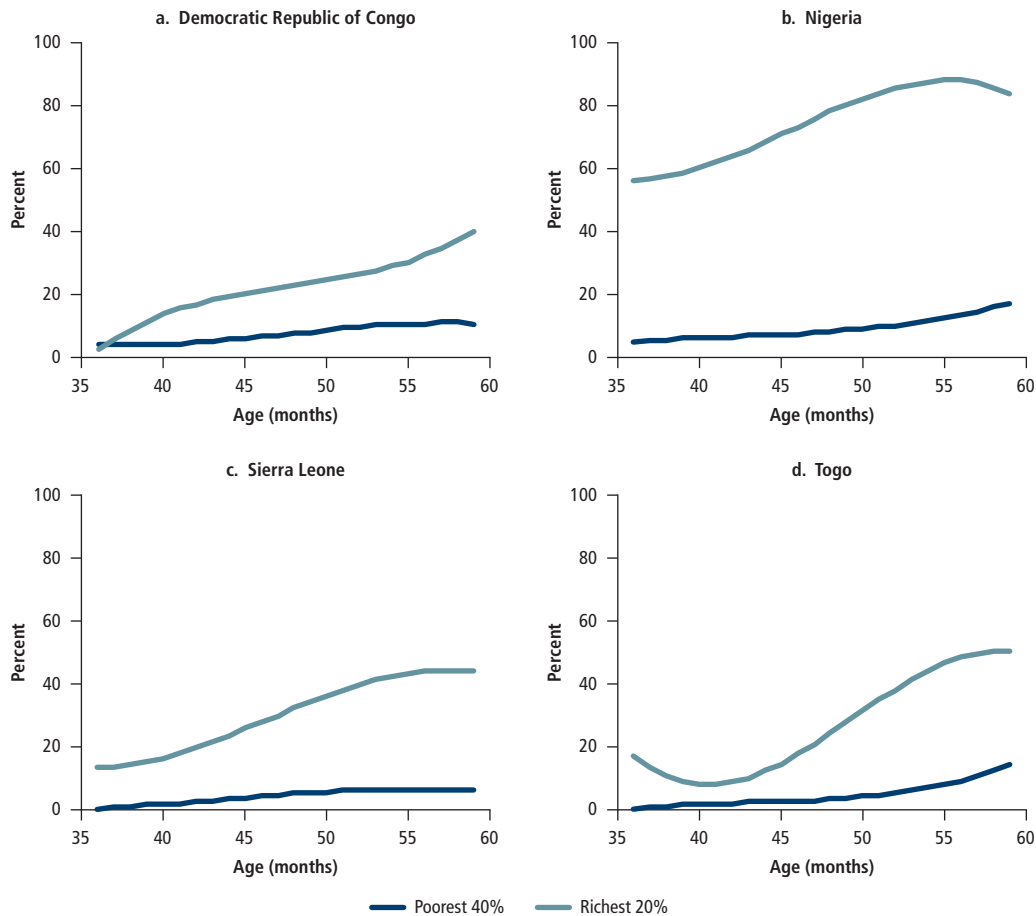 a. Democratic Republic of Congo
100
80
60
40
20
0
Percent
35 40 45 50 55 60
Age (months)
b. Nigeria
100
80
60
40
20
0
Percent
35 40 45 50 55 60
Age (months)
c. Sierra Leone
100
80
60
40
20
0
Percent
35 40 45 50 55 60
Age (months)
d. Togo
100
80
60
40
20
0
Percent
35 40 45 50 55 60
Age (months)
Poorest 40% Richest 20%